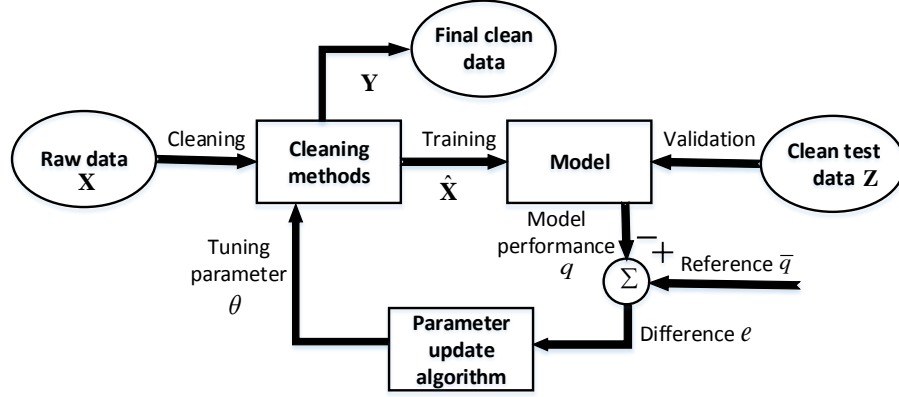 Final clean
data
Y
Cleaning
Training
Validation
Raw data
X
Cleaning
methods
X̂
Model
Clean test
data Z
Tuning
parameter
θ
Model
performance
q
−
+
Σ
Reference q̅
Difference e
Parameter
update
algorithm